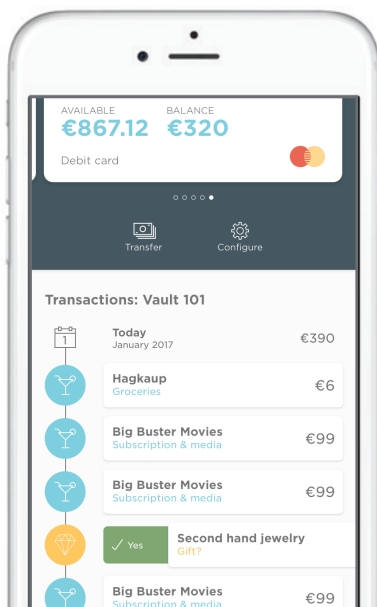 AVAILABLE BALANCE
€867.12 €320
Debit card
Transfer Configure
Transactions: Vault 101
1 Today €390
January 2017
Hagkaup €6
Groceries
Big Buster Movies €99
Subscription & media
Big Buster Movies €99
Subscription & media
Yes Second hand jewelry
Gift?
Big Buster Movies €99
Subscription & media